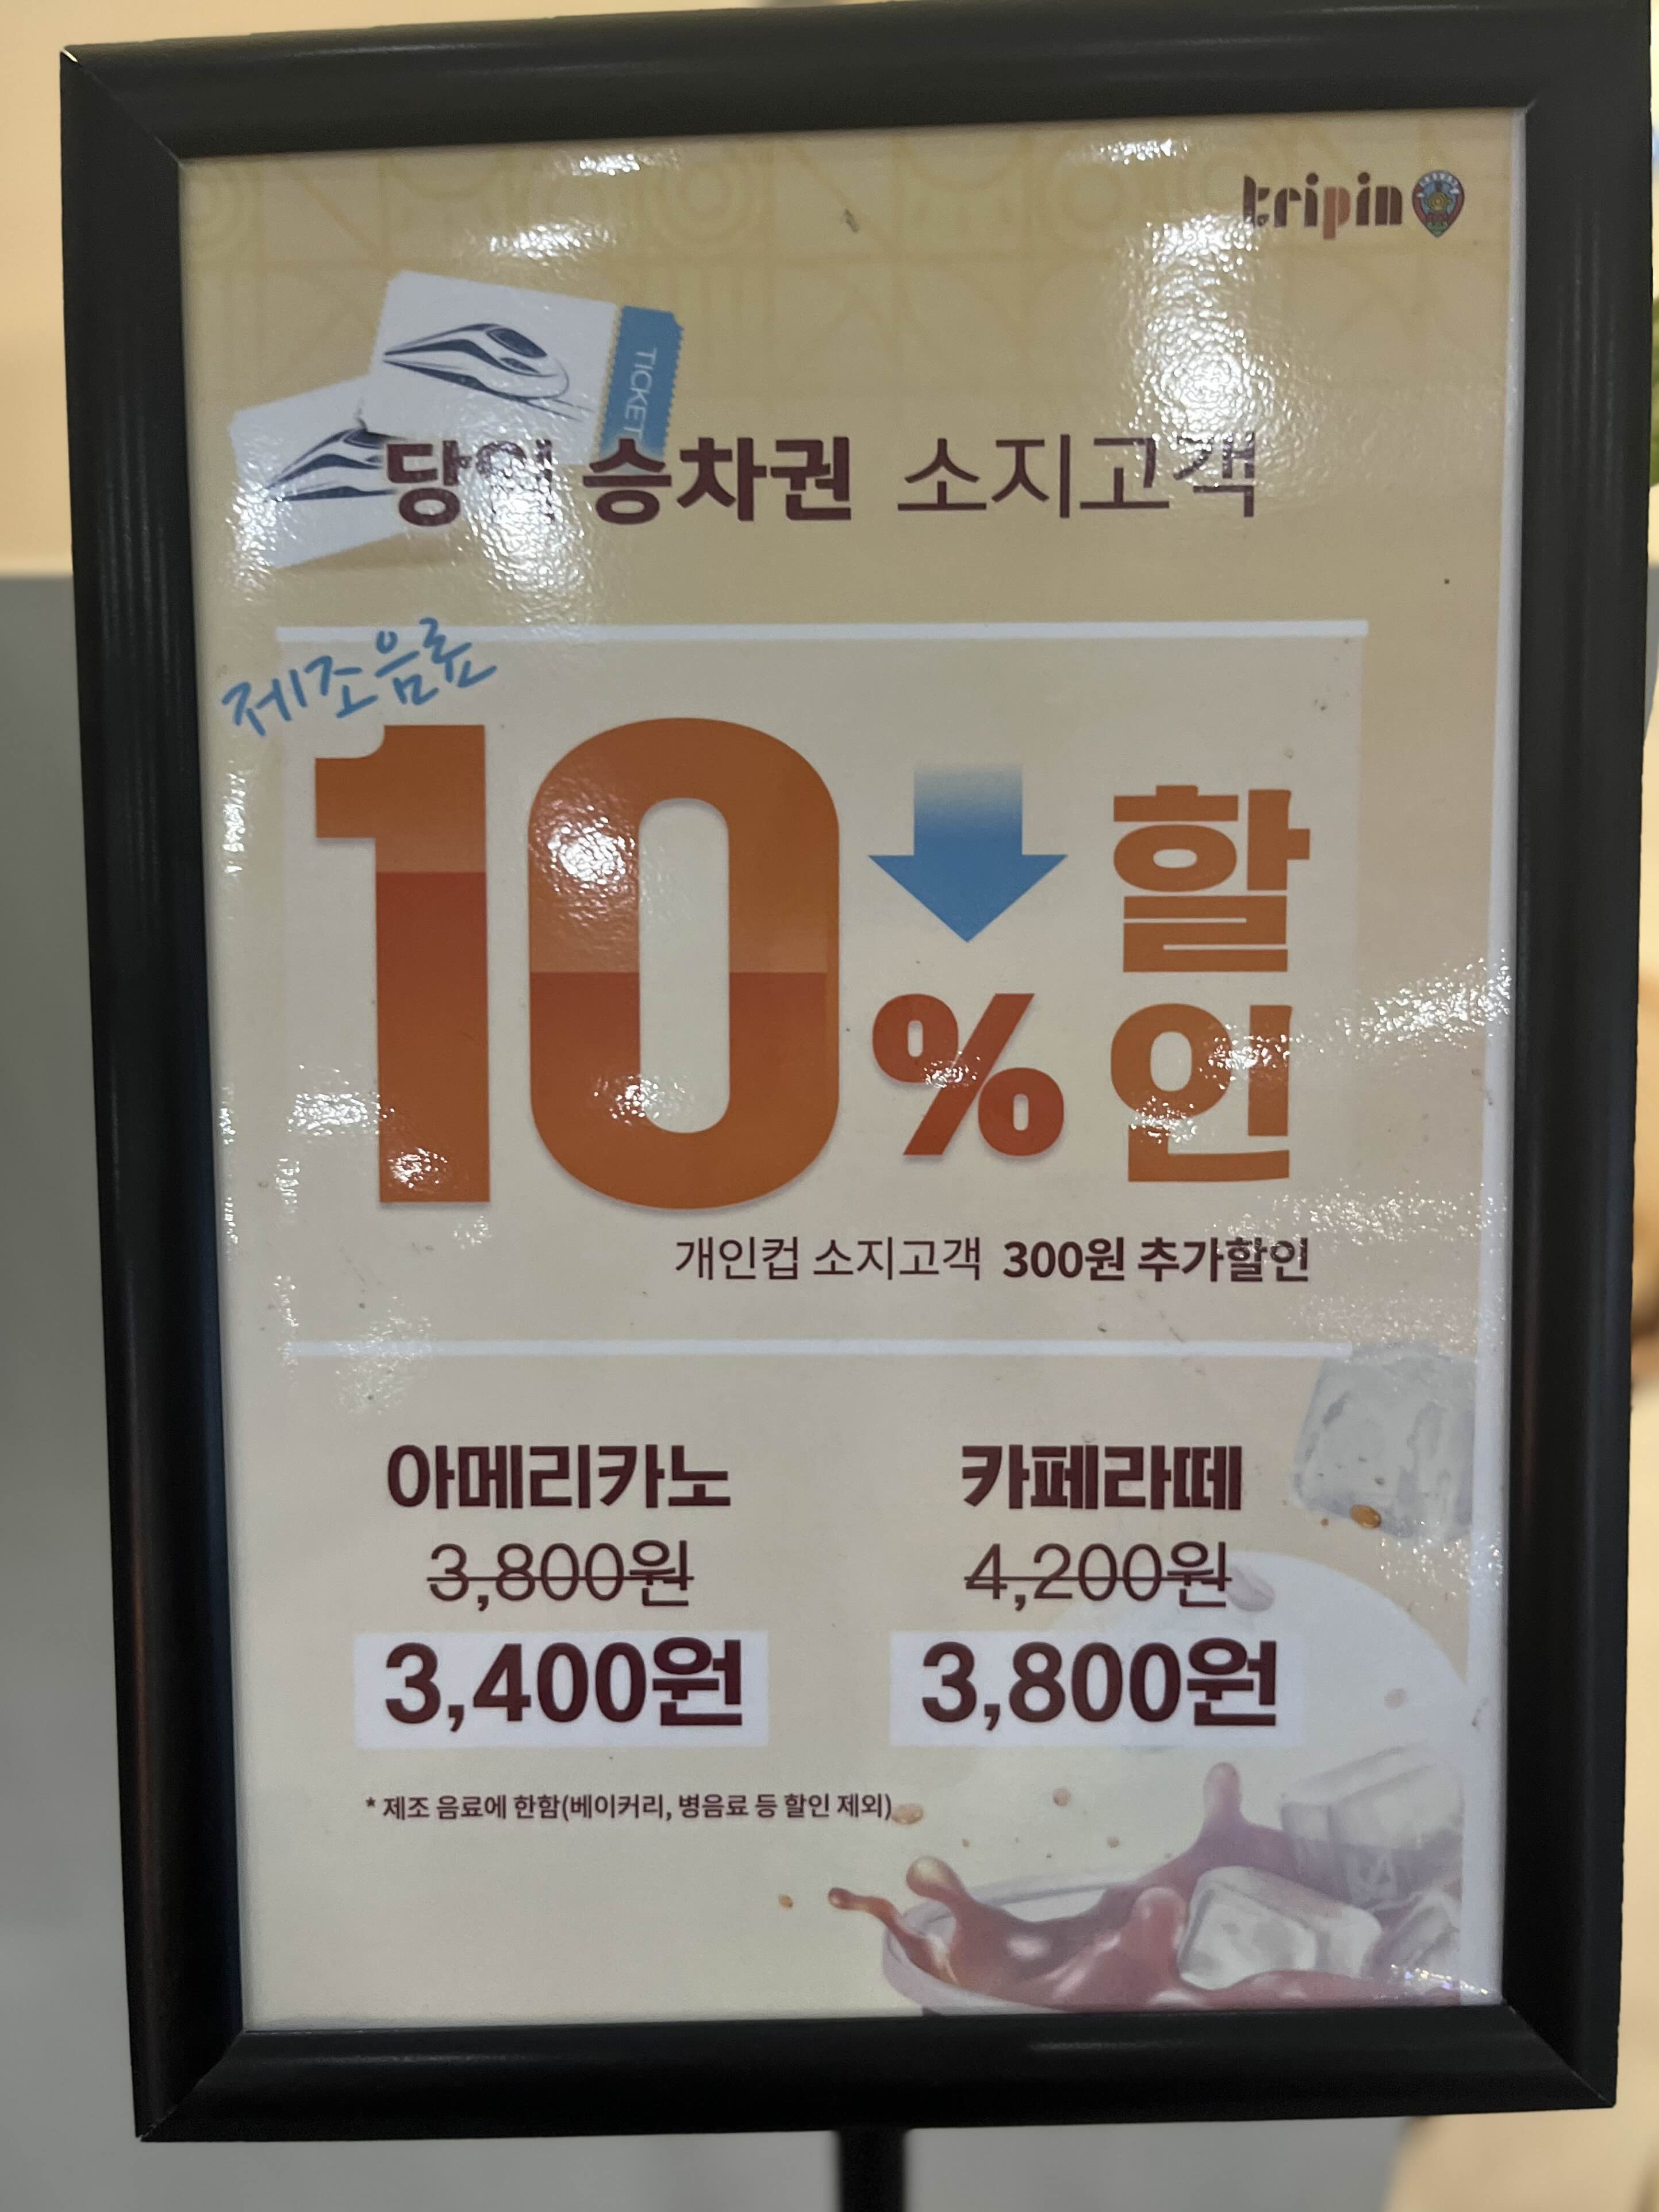 tripin
TICKET
승차권 소지고객
제조음료
10% 할인
개인컵 소지고객 300원 추가할인
아메리카노 카페라떼
3,800원 4,200원
3,400원 3,800원
* 제조 음료에 한함(베이커리, 병음료 등 할인 제외)